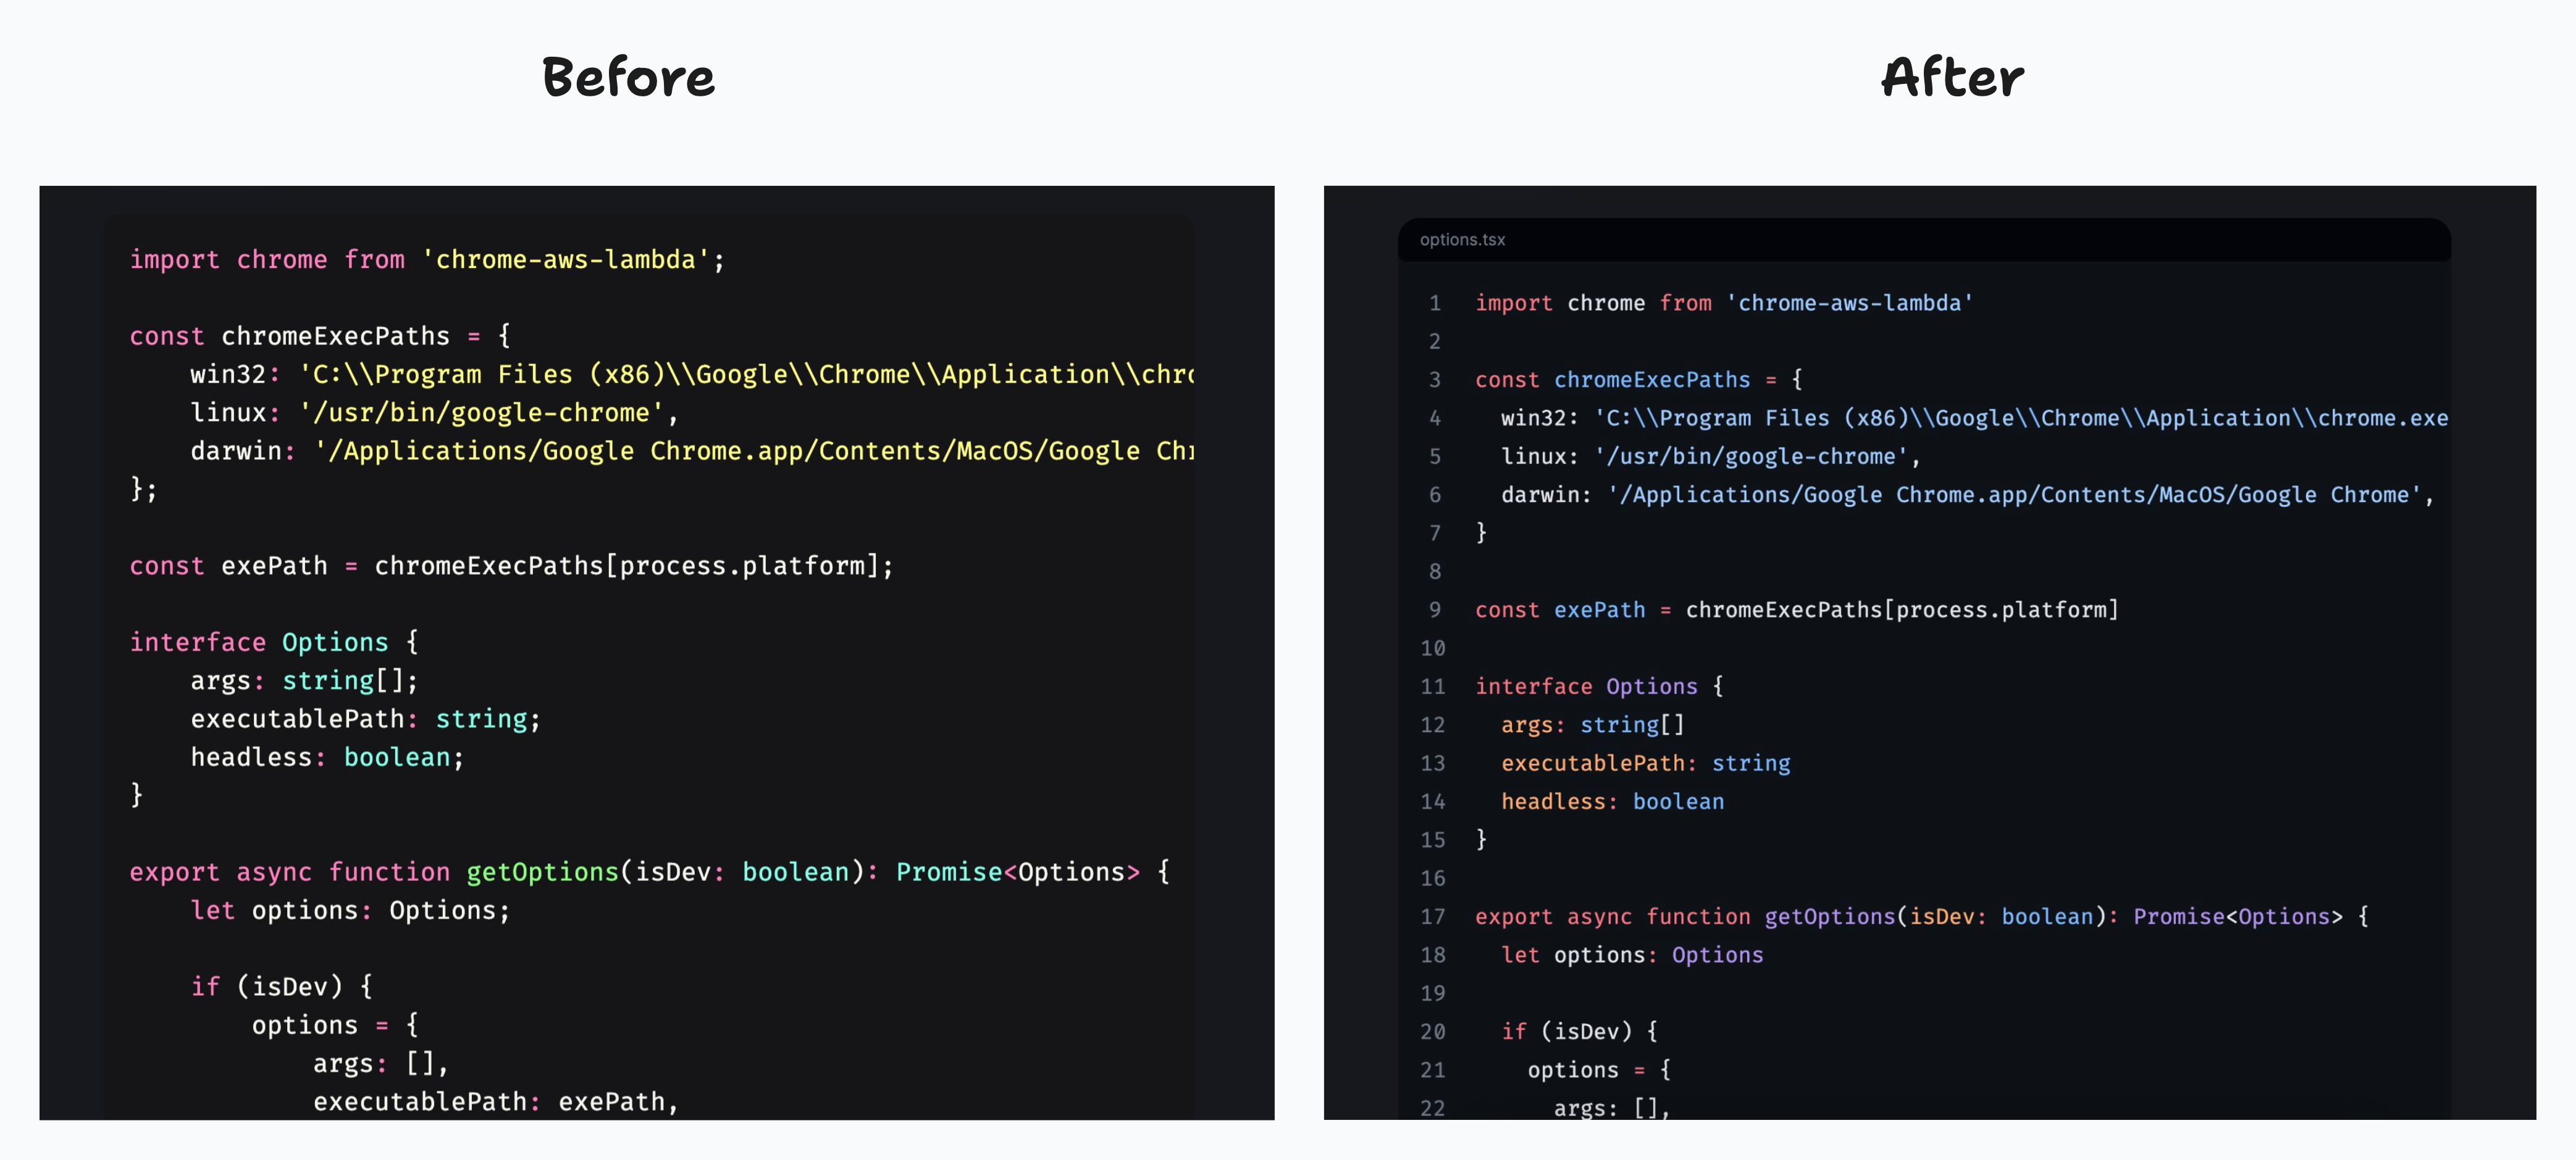 Before
import chrome from 'chrome-aws-lambda';

const chromeExecPaths = {
    win32: 'C:\\Program Files (x86)\\Google\\Chrome\\Application\\chro
    linux: '/usr/bin/google-chrome',
    darwin: '/Applications/Google Chrome.app/Contents/MacOS/Google Chr
};

const exePath = chromeExecPaths[process.platform];

interface Options {
    args: string[];
    executablePath: string;
    headless: boolean;
}

export async function getOptions(isDev: boolean): Promise<Options> {
    let options: Options;

    if (isDev) {
        options = {
            args: [],
            executablePath: exePath,
After
options.tsx
1 import chrome from 'chrome-aws-lambda'
2
3 const chromeExecPaths = {
4   win32: 'C:\\Program Files (x86)\\Google\\Chrome\\Application\\chrome.exe
5   linux: '/usr/bin/google-chrome',
6   darwin: '/Applications/Google Chrome.app/Contents/MacOS/Google Chrome',
7 }
8
9 const exePath = chromeExecPaths[process.platform]
10
11 interface Options {
12   args: string[]
13   executablePath: string
14   headless: boolean
15 }
16
17 export async function getOptions(isDev: boolean): Promise<Options> {
18   let options: Options
19
20   if (isDev) {
21     options = {
22       args: [],